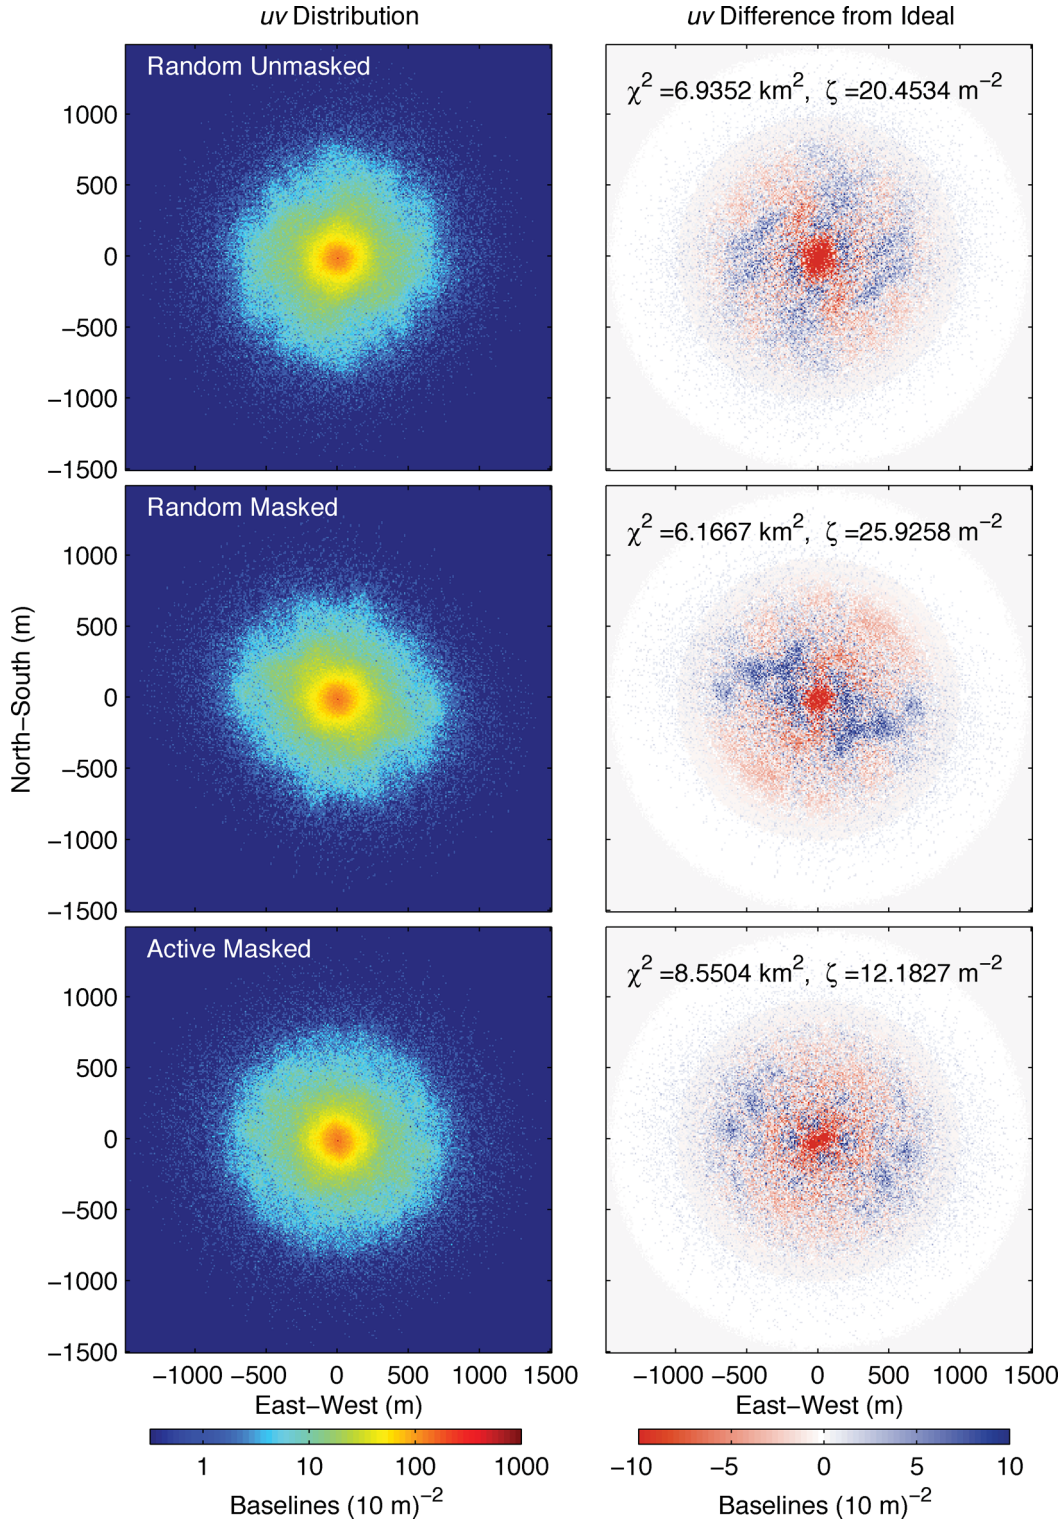 uv Distribution
uv Difference from Ideal
Random Unmasked
χ² =6.9352 km², ζ =20.4534 m⁻²
1000
500
0
−500
−1000
−1500
Random Masked
χ² =6.1667 km², ζ =25.9258 m⁻²
1000
500
0
−500
−1000
−1500
North−South (m)
Active Masked
χ² =8.5504 km², ζ =12.1827 m⁻²
1000
500
0
−500
−1000
−1500
−1000 −500 0 500 1000 1500
−1000 −500 0 500 1000 1500
East−West (m)
East−West (m)
1 10 100 1000
−10 −5 0 5 10
Baselines (10 m)⁻²
Baselines (10 m)⁻²